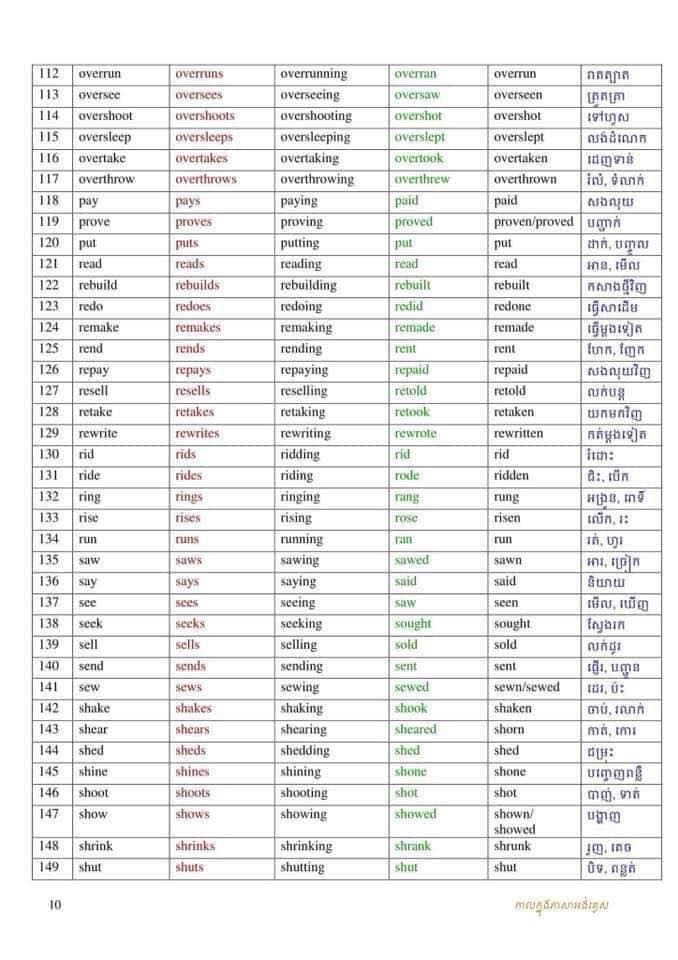 112 overrun overruns overrunning overran overrun រាតត្បាត
113 oversee oversees overseeing oversaw overseen ត្រួតត្រា
114 overshoot overshoots overshooting overshot overshot ទៅហួស
115 oversleep oversleeps oversleeping overslept overslept លង់ដំណេក
116 overtake overtakes overtaking overtook overtaken ដេញទាន់
117 overthrow overthrows overthrowing overthrew overthrown រំលំ, ទំលាក់
118 pay pays paying paid paid សងលុយ
119 prove proves proving proved proven/proved បញ្ជាក់
120 put puts putting put put ដាក់, បញ្ចូល
121 read reads reading read read អាន, មើល
122 rebuild rebuilds rebuilding rebuilt rebuilt កសាងថ្មីវិញ
123 redo redoes redoing redid redone ធ្វើសាដើម
124 remake remakes remaking remade remade ធ្វើម្តងទៀត
125 rend rends rending rent rent ហែក, ញែក
126 repay repays repaying repaid repaid សងលុយវិញ
127 resell resells reselling retold retold លក់បន្ត
128 retake retakes retaking retook retaken យកមកវិញ
129 rewrite rewrites rewriting rewrote rewritten កត់ម្តងទៀត
130 rid rids ridding rid rid រំដោះ
131 ride rides riding rode ridden ជិះ, បើក
132 ring rings ringing rang rung អង្រួន, រោទិ៍
133 rise rises rising rose risen លើក, រះ
134 run runs running ran run រត់, ហូរ
135 saw saws sawing sawed sawn អារ, ច្រៀក
136 say says saying said said និយាយ
137 see sees seeing saw seen មើល, ឃើញ
138 seek seeks seeking sought sought ស្វែងរក
139 sell sells selling sold sold លក់ដូរ
140 send sends sending sent sent ផ្ញើរ, បញ្ជូន
141 sew sews sewing sewed sewn/sewed ដេរ, ប៉ះ
142 shake shakes shaking shook shaken ចាប់, រលាក់
143 shear shears shearing sheared shorn កាត់, កោរ
144 shed sheds shedding shed shed ជម្រុះ
145 shine shines shining shone shone បញ្ចេញពន្លឺ
146 shoot shoots shooting shot shot បាញ់, ទាត់
147 show shows showing showed shown/ បង្ហាញ
showed
148 shrink shrinks shrinking shrank shrunk រួញ, គេច
149 shut shuts shutting shut shut បិទ, ពន្លត់
10 កាលក្នុងភាសាអង់គ្លេស